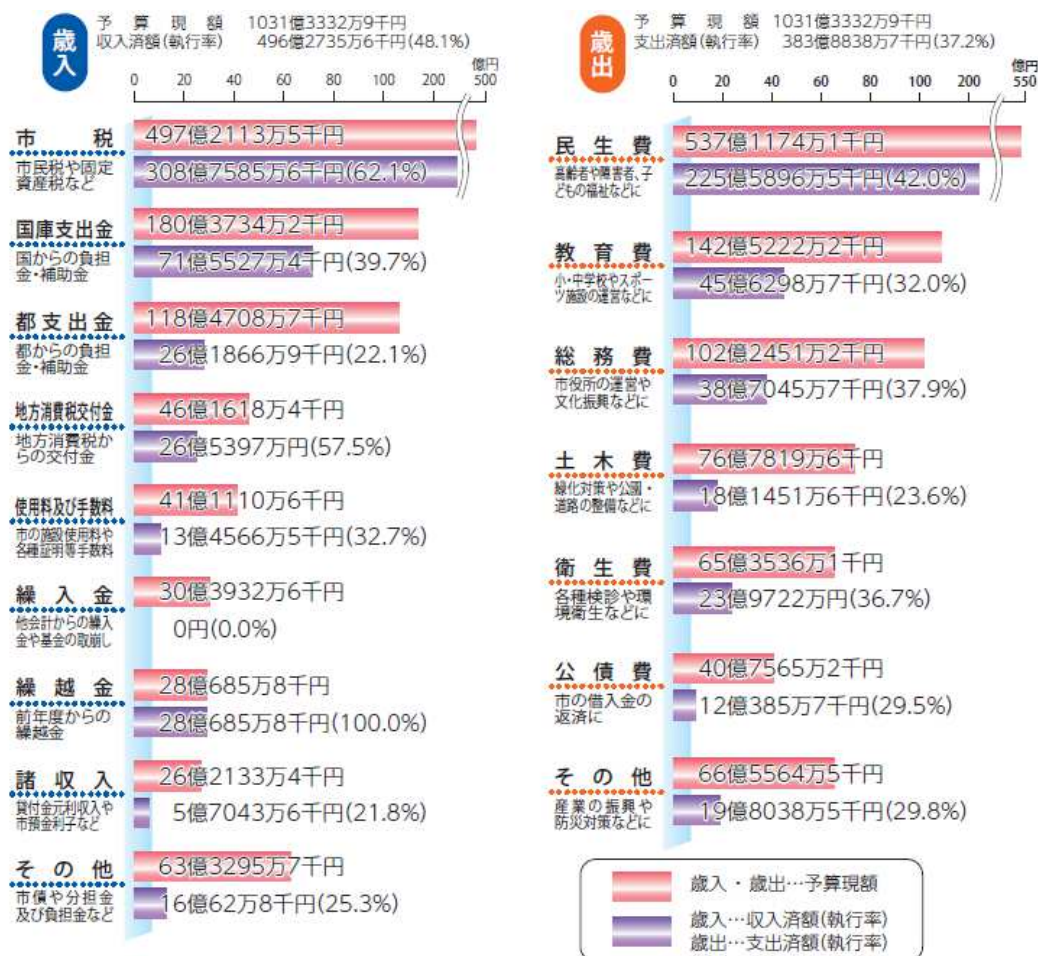 歳入
予算現額 1031億3332万9千円
収入済額(執行率) 496億2735万6千円(48.1%)
億円
0 20 40 60 80 100 200 500
市税
497億2113万5千円
市民税や固定
資産税など
308億7585万6千円(62.1%)
国庫支出金
180億3734万2千円
国からの負担
金・補助金
71億5527万4千円(39.7%)
都支出金
118億4708万7千円
都からの負担
金・補助金
26億1866万9千円(22.1%)
地方消費税交付金
46億1618万4千円
地方消費税か
らの交付金
26億5397万円(57.5%)
使用料及び手数料
41億1110万6千円
市の施設使用料や
各種証明等手数料
13億4566万5千円(32.7%)
繰入金
30億3932万6千円
他会計からの繰入
金や基金の取崩し
0円(0.0%)
繰越金
28億685万8千円
前年度からの
繰越金
28億685万8千円(100.0%)
諸収入
26億2133万4千円
貸付金元利収入や
市預金利子など
5億7043万6千円(21.8%)
その他
63億3295万7千円
市債や分担金
及び負担金など
16億62万8千円(25.3%)
歳出
予算現額 1031億3332万9千円
支出済額(執行率) 383億8838万7千円(37.2%)
億円
0 20 40 60 80 100 200 550
民生費
537億1174万1千円
高齢者や障害者、子
どもの福祉などに
225億5896万5千円(42.0%)
教育費
142億5222万2千円
小・中学校やスポー
ツ施設の運営などに
45億6298万7千円(32.0%)
総務費
102億2451万2千円
市役所の運営や
文化振興などに
38億7045万7千円(37.9%)
土木費
76億7819万6千円
緑化対策や公園・
道路の整備などに
18億1451万6千円(23.6%)
衛生費
65億3536万1千円
各種検診や環
境衛生などに
23億9722万円(36.7%)
公債費
40億7565万2千円
市の借入金の
返済に
12億385万7千円(29.5%)
その他
66億5564万5千円
産業の振興や
防災対策などに
19億8038万5千円(29.8%)
歳入・歳出…予算現額
歳入…収入済額(執行率)
歳出…支出済額(執行率)